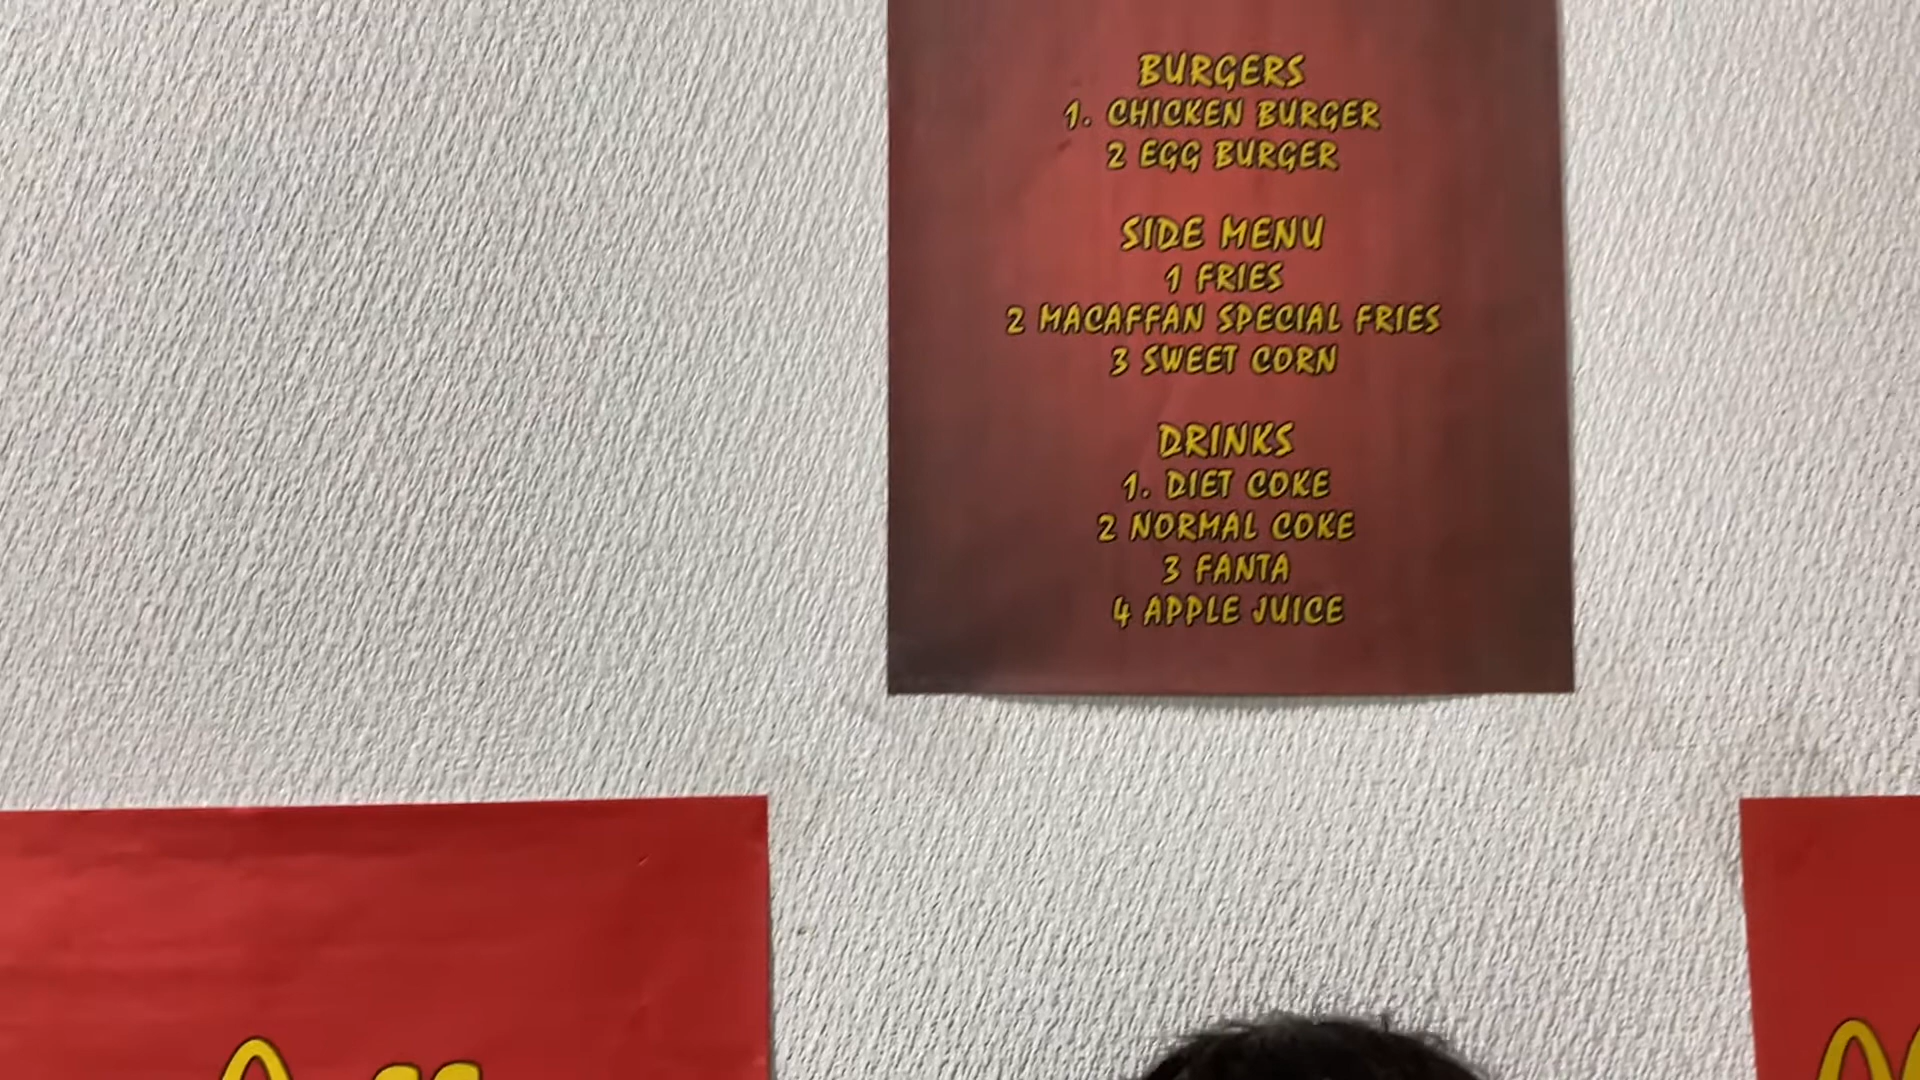 BURGERS
1. CHICKEN BURGER
2 EGG BURGER
SIDE MENU
1 FRIES
2 MACAFFAN SPECIAL FRIES
3 SWEET CORN
DRINKS
1. DIET COKE
2 NORMAL COKE
3 FANTA
4 APPLE JUICE